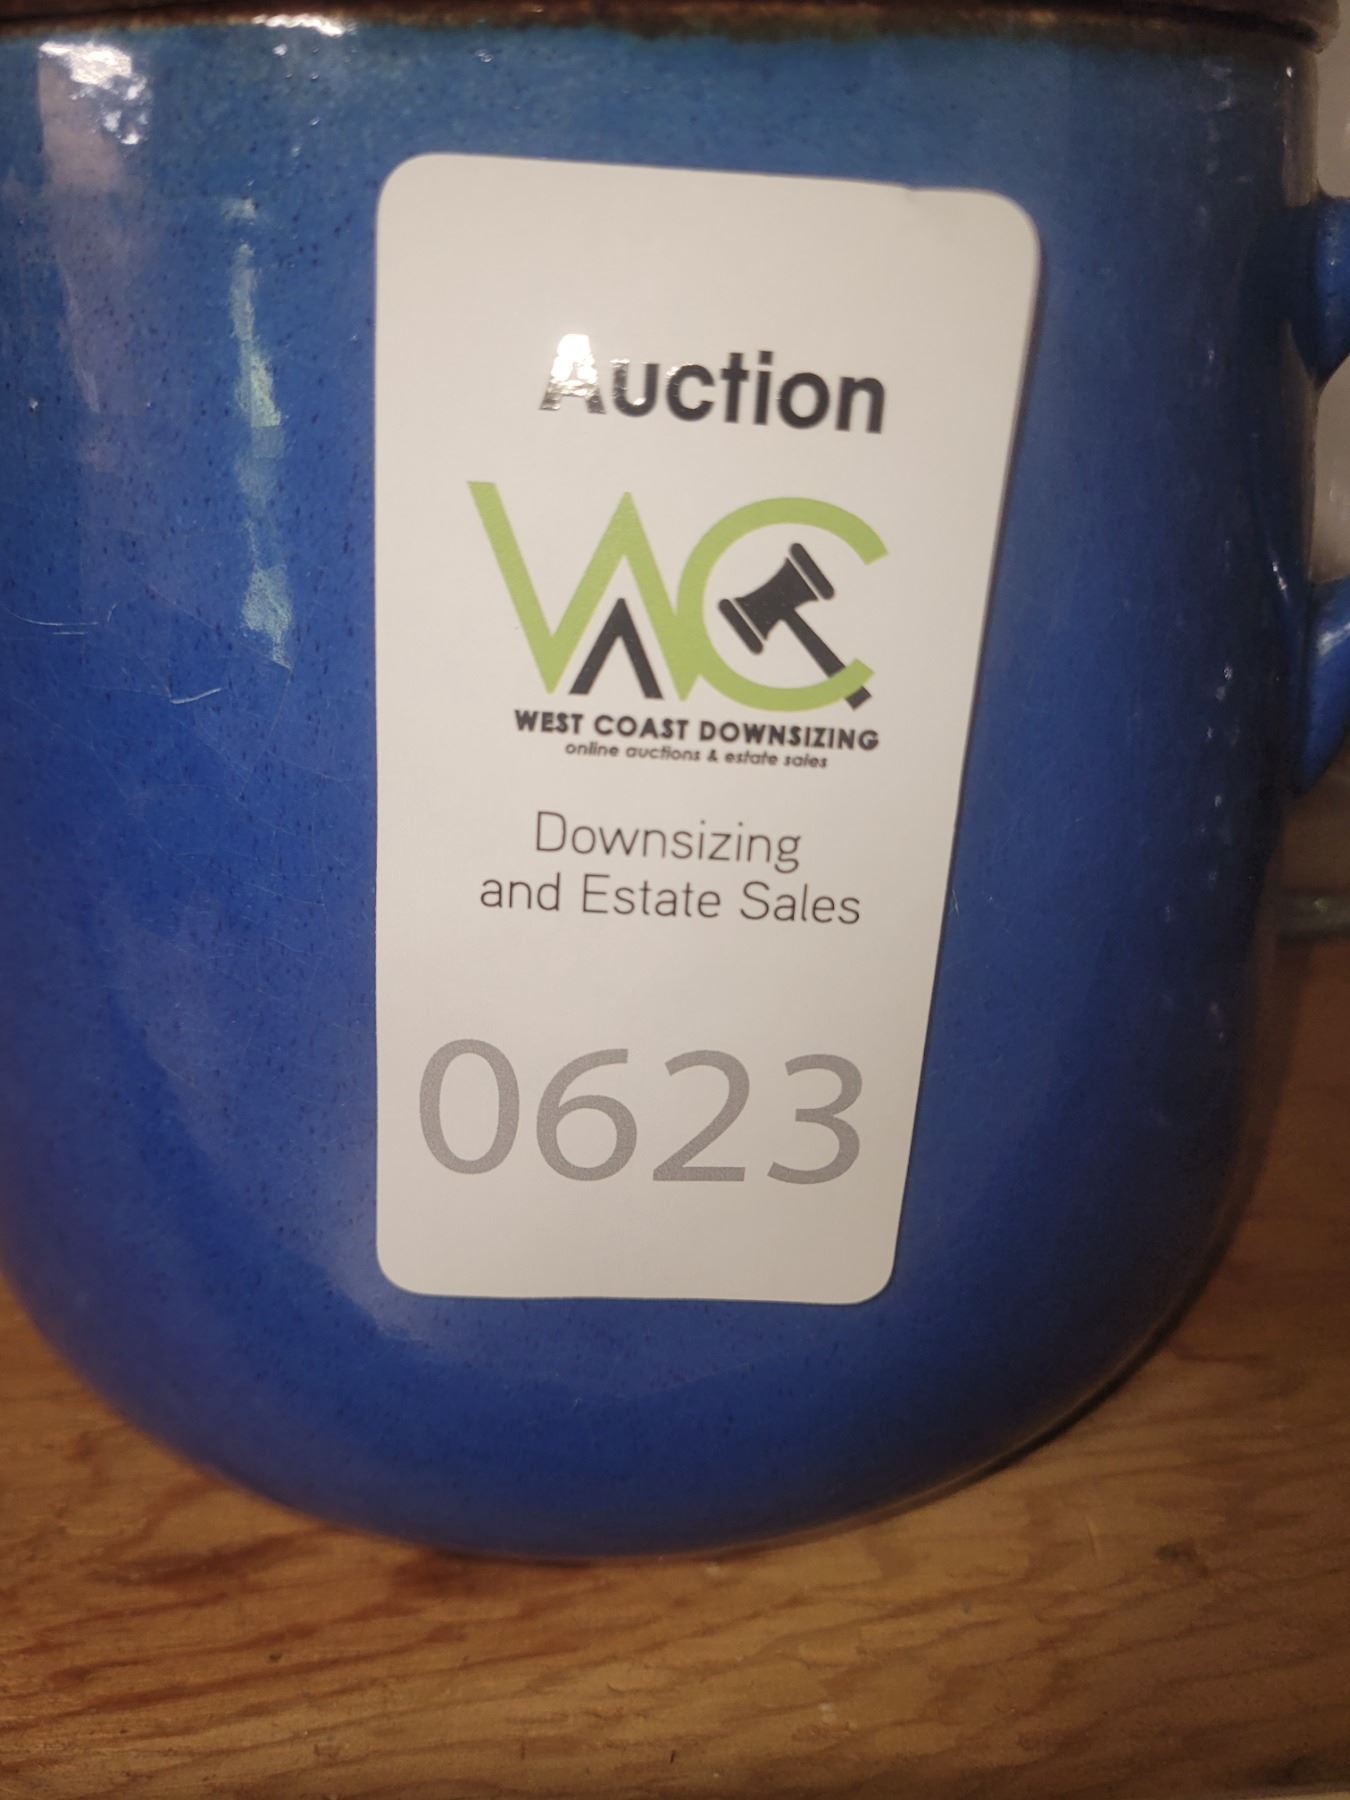 Auction
WC
WEST COAST DOWNSIZING
online auctions & estate sales
Downsizing
and Estate Sales
0623